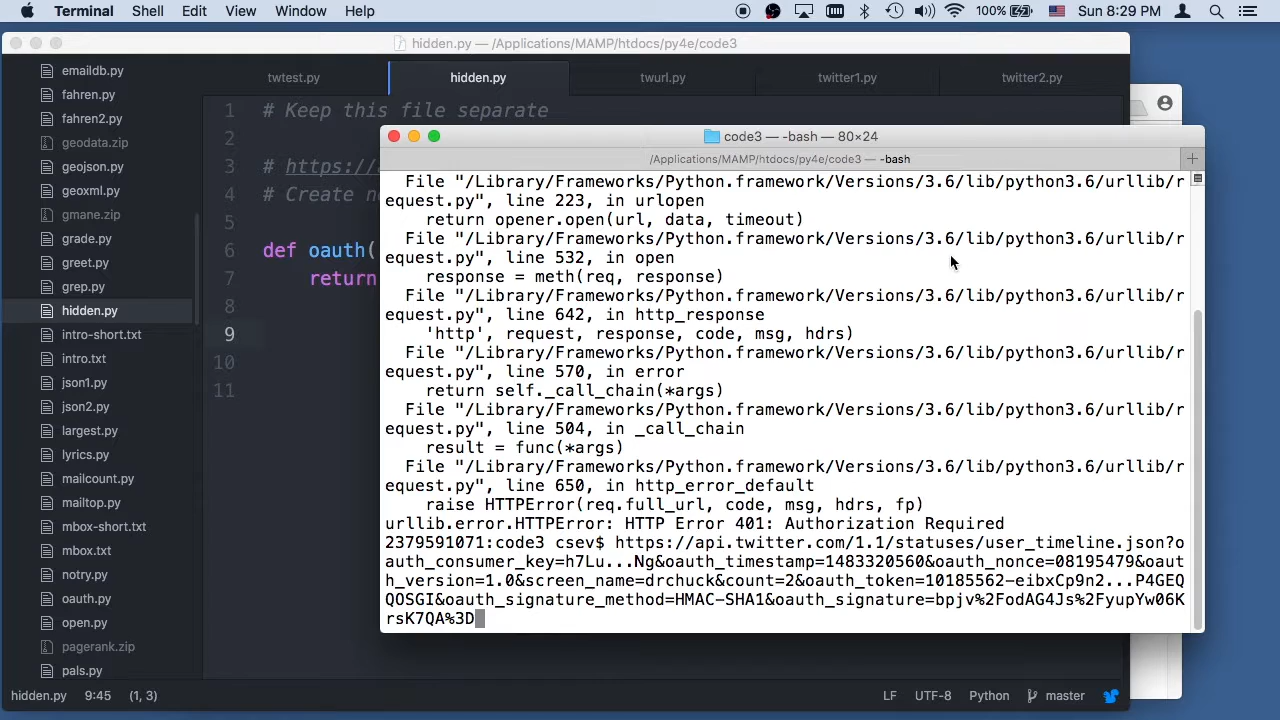 Terminal Shell Edit View Window Help 100% Sun 8:29 PM
hidden.py — /Applications/MAMP/htdocs/py4e/code3
emaildb.py
fahren.py
fahren2.py
geodata.zip
geojson.py
geoxml.py
gmane.zip
grade.py
greet.py
grep.py
hidden.py
intro-short.txt
intro.txt
json1.py
json2.py
largest.py
lyrics.py
mailcount.py
mailtop.py
mbox-short.txt
mbox.txt
notry.py
oauth.py
open.py
pagerank.zip
pals.py
twtest.py hidden.py twurl.py twitter1.py twitter2.py
1 # Keep this file separate
2
3 # https://
4 # Create
5
6 def oauth(
7 return
8
9
10
11
code3 — -bash — 80×24
/Applications/MAMP/htdocs/py4e/code3 — -bash
File "/Library/Frameworks/Python.framework/Versions/3.6/lib/python3.6/urllib/r
equest.py", line 223, in urlopen
return opener.open(url, data, timeout)
File "/Library/Frameworks/Python.framework/Versions/3.6/lib/python3.6/urllib/r
equest.py", line 532, in open
response = meth(req, response)
File "/Library/Frameworks/Python.framework/Versions/3.6/lib/python3.6/urllib/r
equest.py", line 642, in http_response
'http', request, response, code, msg, hdrs)
File "/Library/Frameworks/Python.framework/Versions/3.6/lib/python3.6/urllib/r
equest.py", line 570, in error
return self._call_chain(*args)
File "/Library/Frameworks/Python.framework/Versions/3.6/lib/python3.6/urllib/r
equest.py", line 504, in _call_chain
result = func(*args)
File "/Library/Frameworks/Python.framework/Versions/3.6/lib/python3.6/urllib/r
equest.py", line 650, in http_error_default
raise HTTPError(req.full_url, code, msg, hdrs, fp)
urllib.error.HTTPError: HTTP Error 401: Authorization Required
2379591071:code3 csev$ https://api.twitter.com/1.1/statuses/user_timeline.json?o
auth_consumer_key=h7Lu...Ng&oauth_timestamp=1483320560&oauth_nonce=08195479&oaut
h_version=1.0&screen_name=drchuck&count=2&oauth_token=10185562-eibxCp9n2...P4GEQ
QOSGI&oauth_signature_method=HMAC-SHA1&oauth_signature=bpjv%2FodAG4Js%2FyupYw06K
rsK7QA%3D
hidden.py 9:45 (1, 3) LF UTF-8 Python master